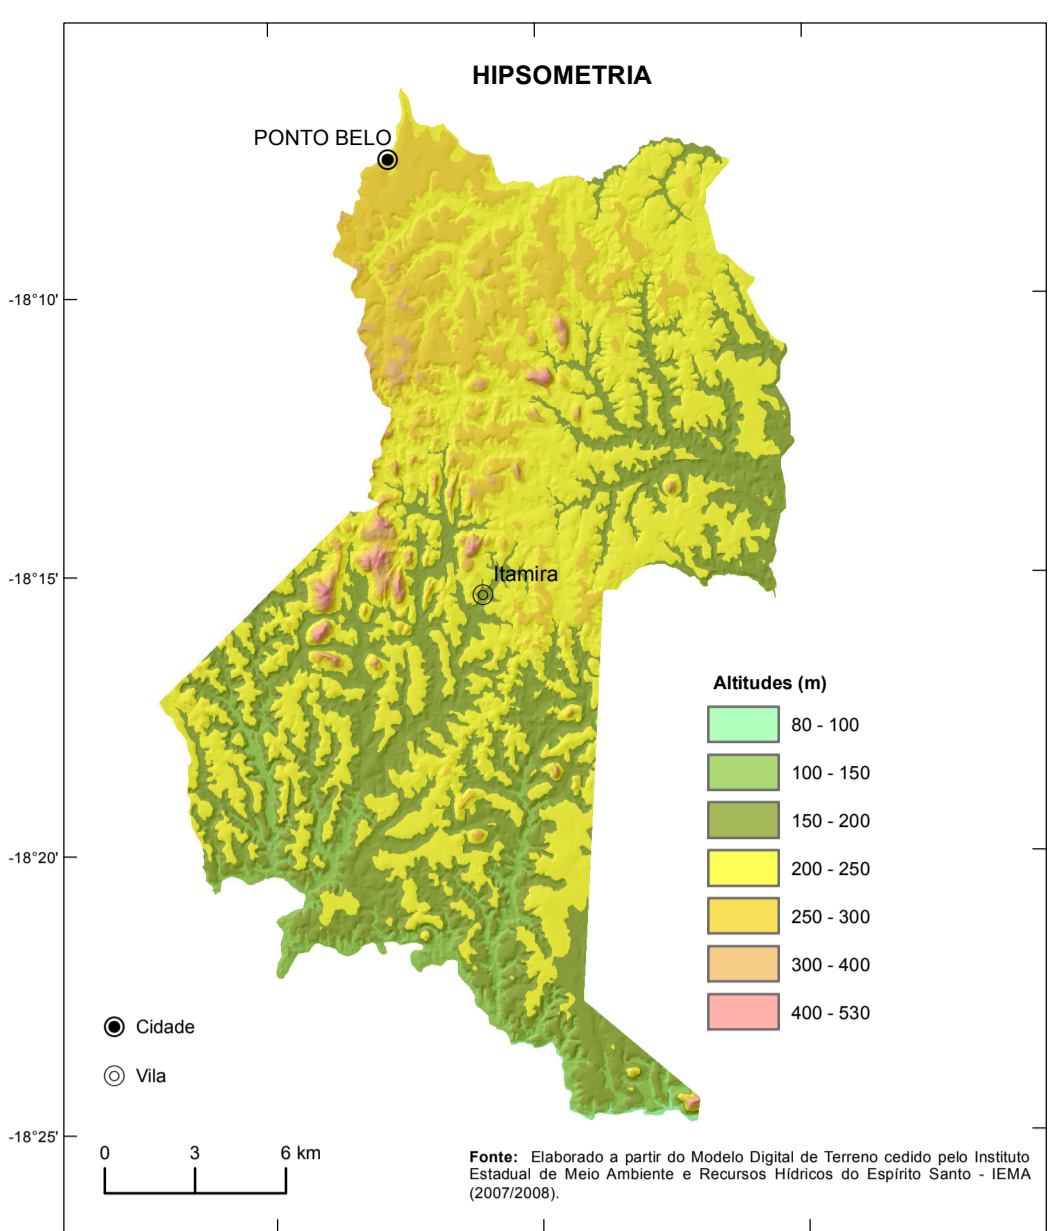 HIPSOMETRIA
PONTO BELO
-18°10'
-18°15'
Itamira
Altitudes (m)
80 - 100
100 - 150
150 - 200
200 - 250
-18°20'
250 - 300
300 - 400
400 - 530
Cidade
Vila
-18°25'
0 3 6 km
Fonte: Elaborado a partir do Modelo Digital de Terreno cedido pelo Instituto
Estadual de Meio Ambiente e Recursos Hídricos do Espírito Santo - IEMA
(2007/2008).